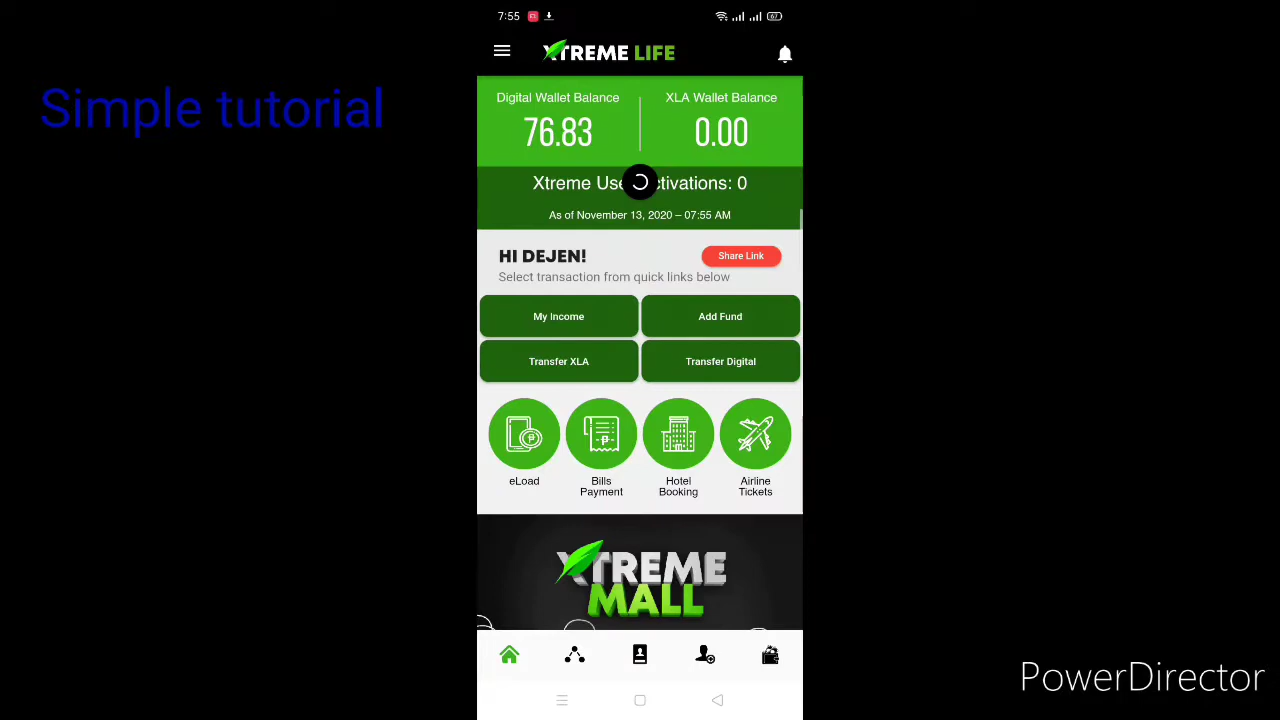 7:55
67
Simple tutorial
XTREME LIFE
Digital Wallet Balance
XLA Wallet Balance
76.83
0.00
Xtreme Use ctivations: 0
As of November 13, 2020 – 07:55 AM
HI DEJEN!
Share Link
Select transaction from quick links below
My Income
Add Fund
Transfer XLA
Transfer Digital
eLoad
Bills
Payment
Hotel
Booking
Airline
Tickets
XTREME
MALL
PowerDirector